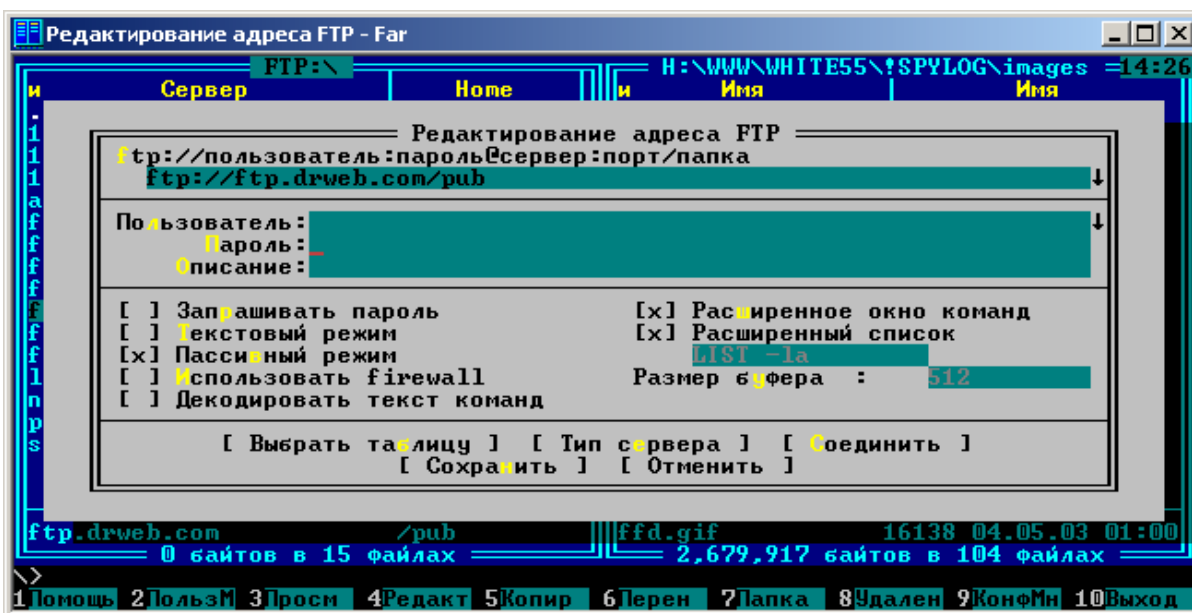 Редактирование адреса FTP - Far
FTP:\ H:\WWW\WHITE55\!SPYLOG\images 14:26
и Сервер Home и Имя Имя
Редактирование адреса FTP
ftp://пользователь:пароль@сервер:порт/папка
ftp://ftp.drweb.com/pub ↓
Пользователь: ↓
Пароль:
Описание:
[ ] Запрашивать пароль [x] Расширенное окно команд
[ ] Текстовый режим [x] Расширенный список
[x] Пассивный режим LIST -la
[ ] Использовать firewall Размер буфера : 512
[ ] Декодировать текст команд
[ Выбрать таблицу ] [ Тип сервера ] [ Соединить ]
[ Сохранить ] [ Отменить ]
ftp.drweb.com /pub ffd.gif 16138 04.05.03 01:00
0 байтов в 15 файлах 2,679,917 байтов в 104 файлах
\>
1Помощь 2ПользМ 3Просм 4Редакт 5Копир 6Перен 7Папка 8Удален 9КонфМн 10Выход